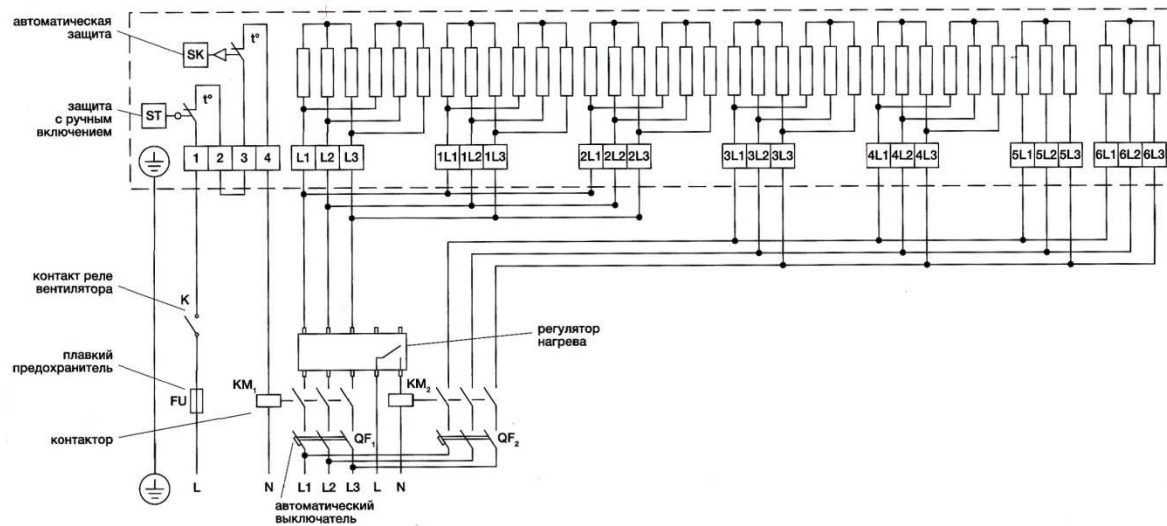 автоматическая
защита
SK
t°
защита
с ручным
включением
ST
t°
1 2 3 4
L1 L2 L3
1L1 1L2 1L3
2L1 2L2 2L3
3L1 3L2 3L3
4L1 4L2 4L3
5L1 5L2 5L3
6L1 6L2 6L3
контакт реле
вентилятора
K
регулятор
нагрева
плавкий
предохранитель
FU
KM1
KM2
контактор
QF1
QF2
L N L1 L2 L3 L N
автоматический
выключатель